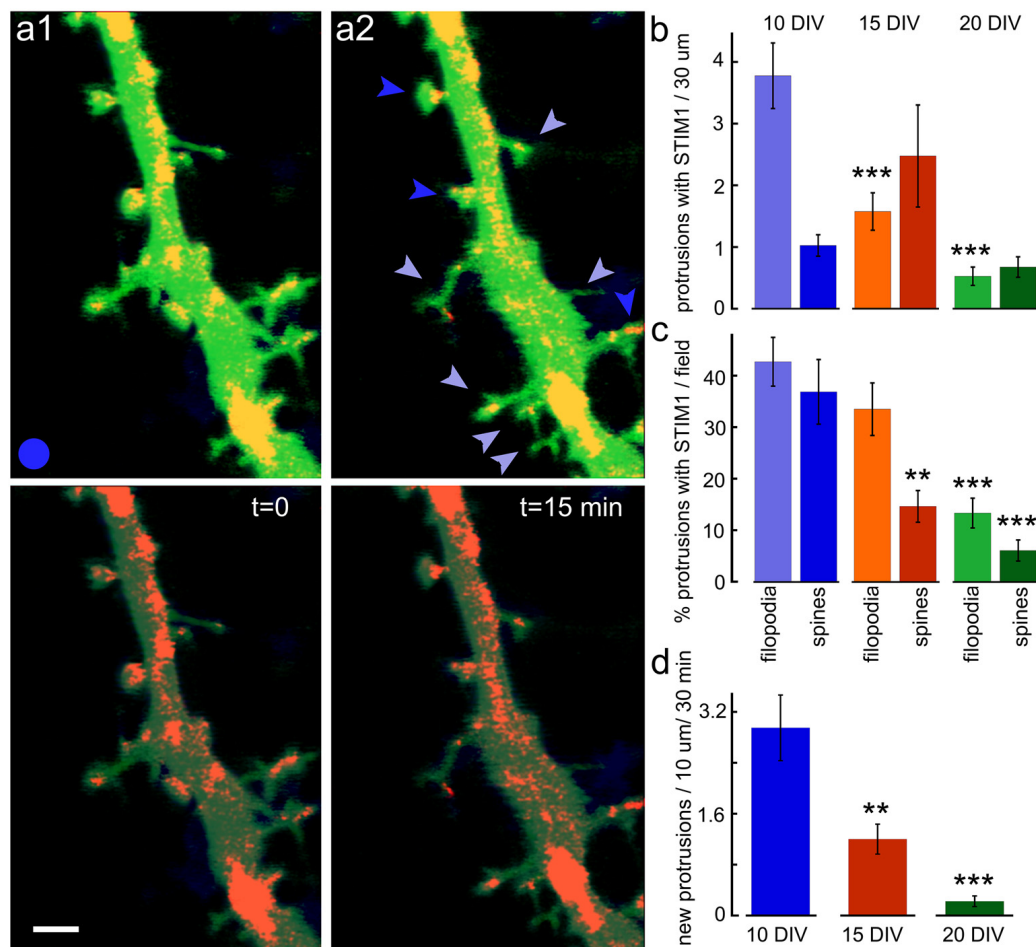 a1
a2
t=0
t=15 min
b
10 DIV 15 DIV 20 DIV
protrusions with STIM1 / 30 um
4
3
2
1
0
***
***
c
% protrusions with STIM1 / field
40
30
20
10
0
**
***
***
filopodia
spines
filopodia
spines
filopodia
spines
d
new protrusions / 10 um/ 30 min
3.2
1.6
0
**
***
10 DIV
15 DIV
20 DIV